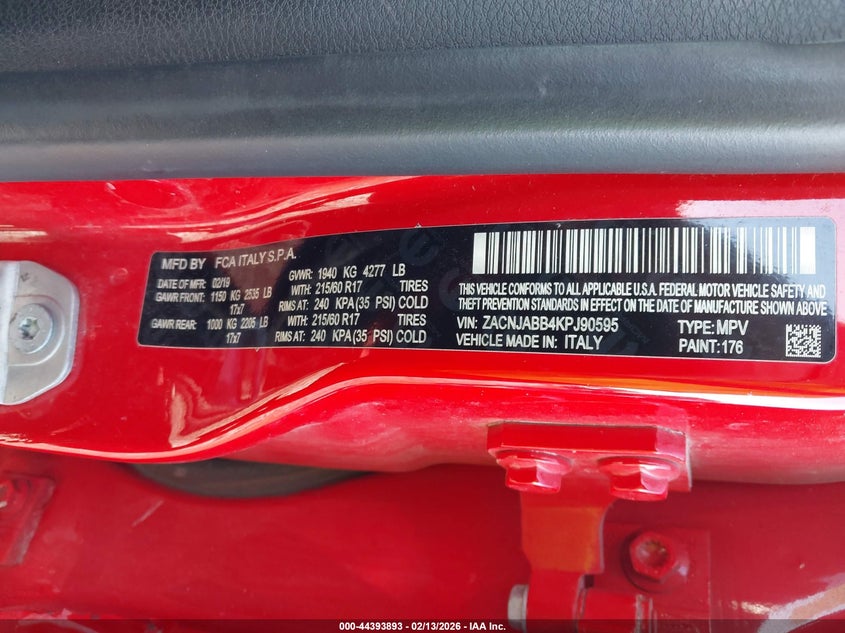 MFD BY FCA ITALY S.P.A.
DATE OF MFR: 02/19 GVWR: 1940 KG 4277 LB
GAWR FRONT: 1150 KG 2535 LB WITH: 215/60 R17 TIRES
17x7 RIMS AT: 240 KPA(35 PSI) COLD
GAWR REAR: 1000 KG 2205 LB WITH: 215/60 R17 TIRES
17x7 RIMS AT: 240 KPA(35 PSI) COLD
THIS VEHICLE CONFORMS TO ALL APPLICABLE U.S.A. FEDERAL MOTOR VEHICLE SAFETY, BUMPER AND
THEFT PREVENTION STANDARDS IN EFFECT ON THE DATE OF MANUFACTURE SHOWN ABOVE.
VIN: ZACNJABB4KPJ90595 TYPE: MPV
VEHICLE MADE IN: ITALY PAINT:176
000-44393893 — 02/13/2026 — IAA Inc.